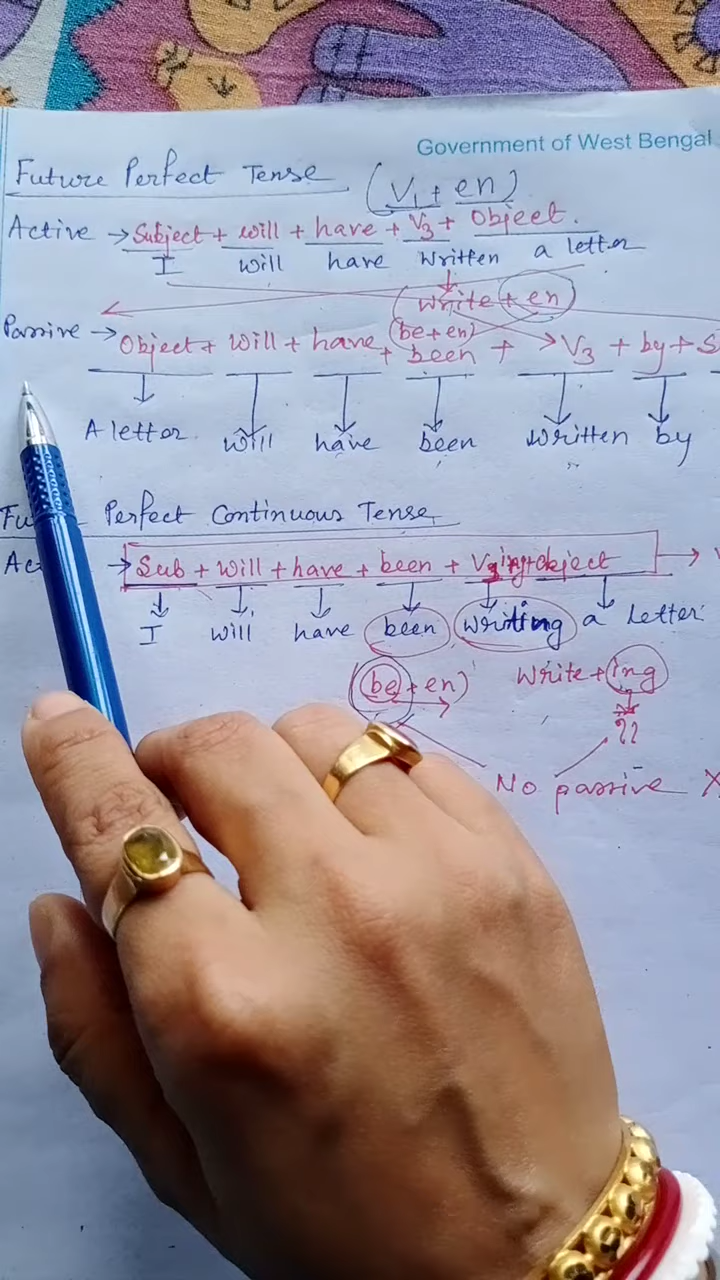 Government of West Bengal
Future Perfect Tense (V1 + en)
Active → Subject + will + have + V3 + Object.
I will have written a letter
(write + en)
Passive → Object + will + have + (be + en) been + V3 + by + S
A letter will have been written by
Perfect Continuous Tense
→ Sub + will + have + been + ing + object →
I will have been writing a letter
(be + en) write + ing
??
No passive X